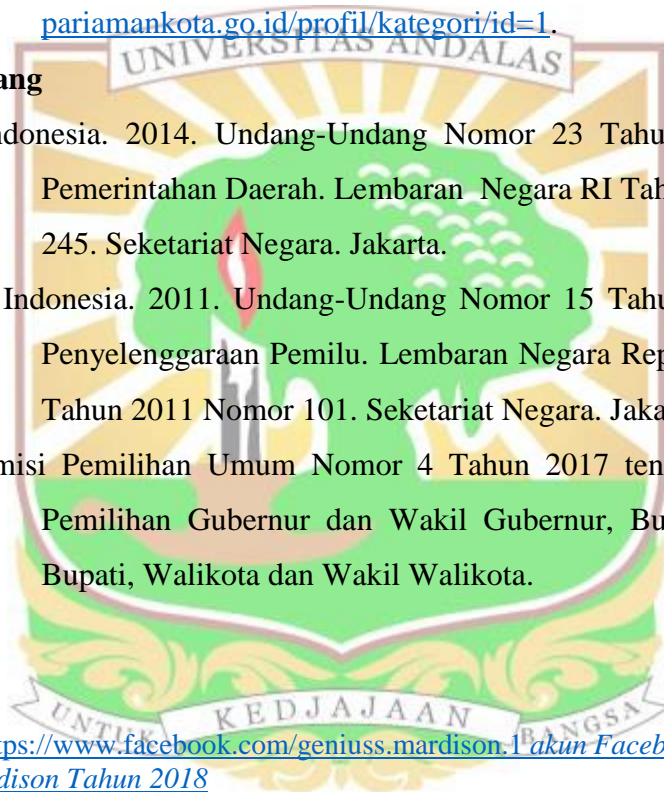 pariamankota.go.id/profil/kategori/id=1.
UNIVERSITAS ANDALAS
ang
ndonesia. 2014. Undang-Undang Nomor 23 Tahu
Pemerintahan Daerah. Lembaran Negara RI Tah
245. Seketariat Negara. Jakarta.
Indonesia. 2011. Undang-Undang Nomor 15 Tahu
Penyelenggaraan Pemilu. Lembaran Negara Rep
Tahun 2011 Nomor 101. Seketariat Negara. Jaka
misi Pemilihan Umum Nomor 4 Tahun 2017 ten
Pemilihan Gubernur dan Wakil Gubernur, Bu
Bupati, Walikota dan Wakil Walikota.
UNTUK KEDJAJAAN BANGSA
tps://www.facebook.com/geniuss.mardison.1 akun Faceb
dison Tahun 2018